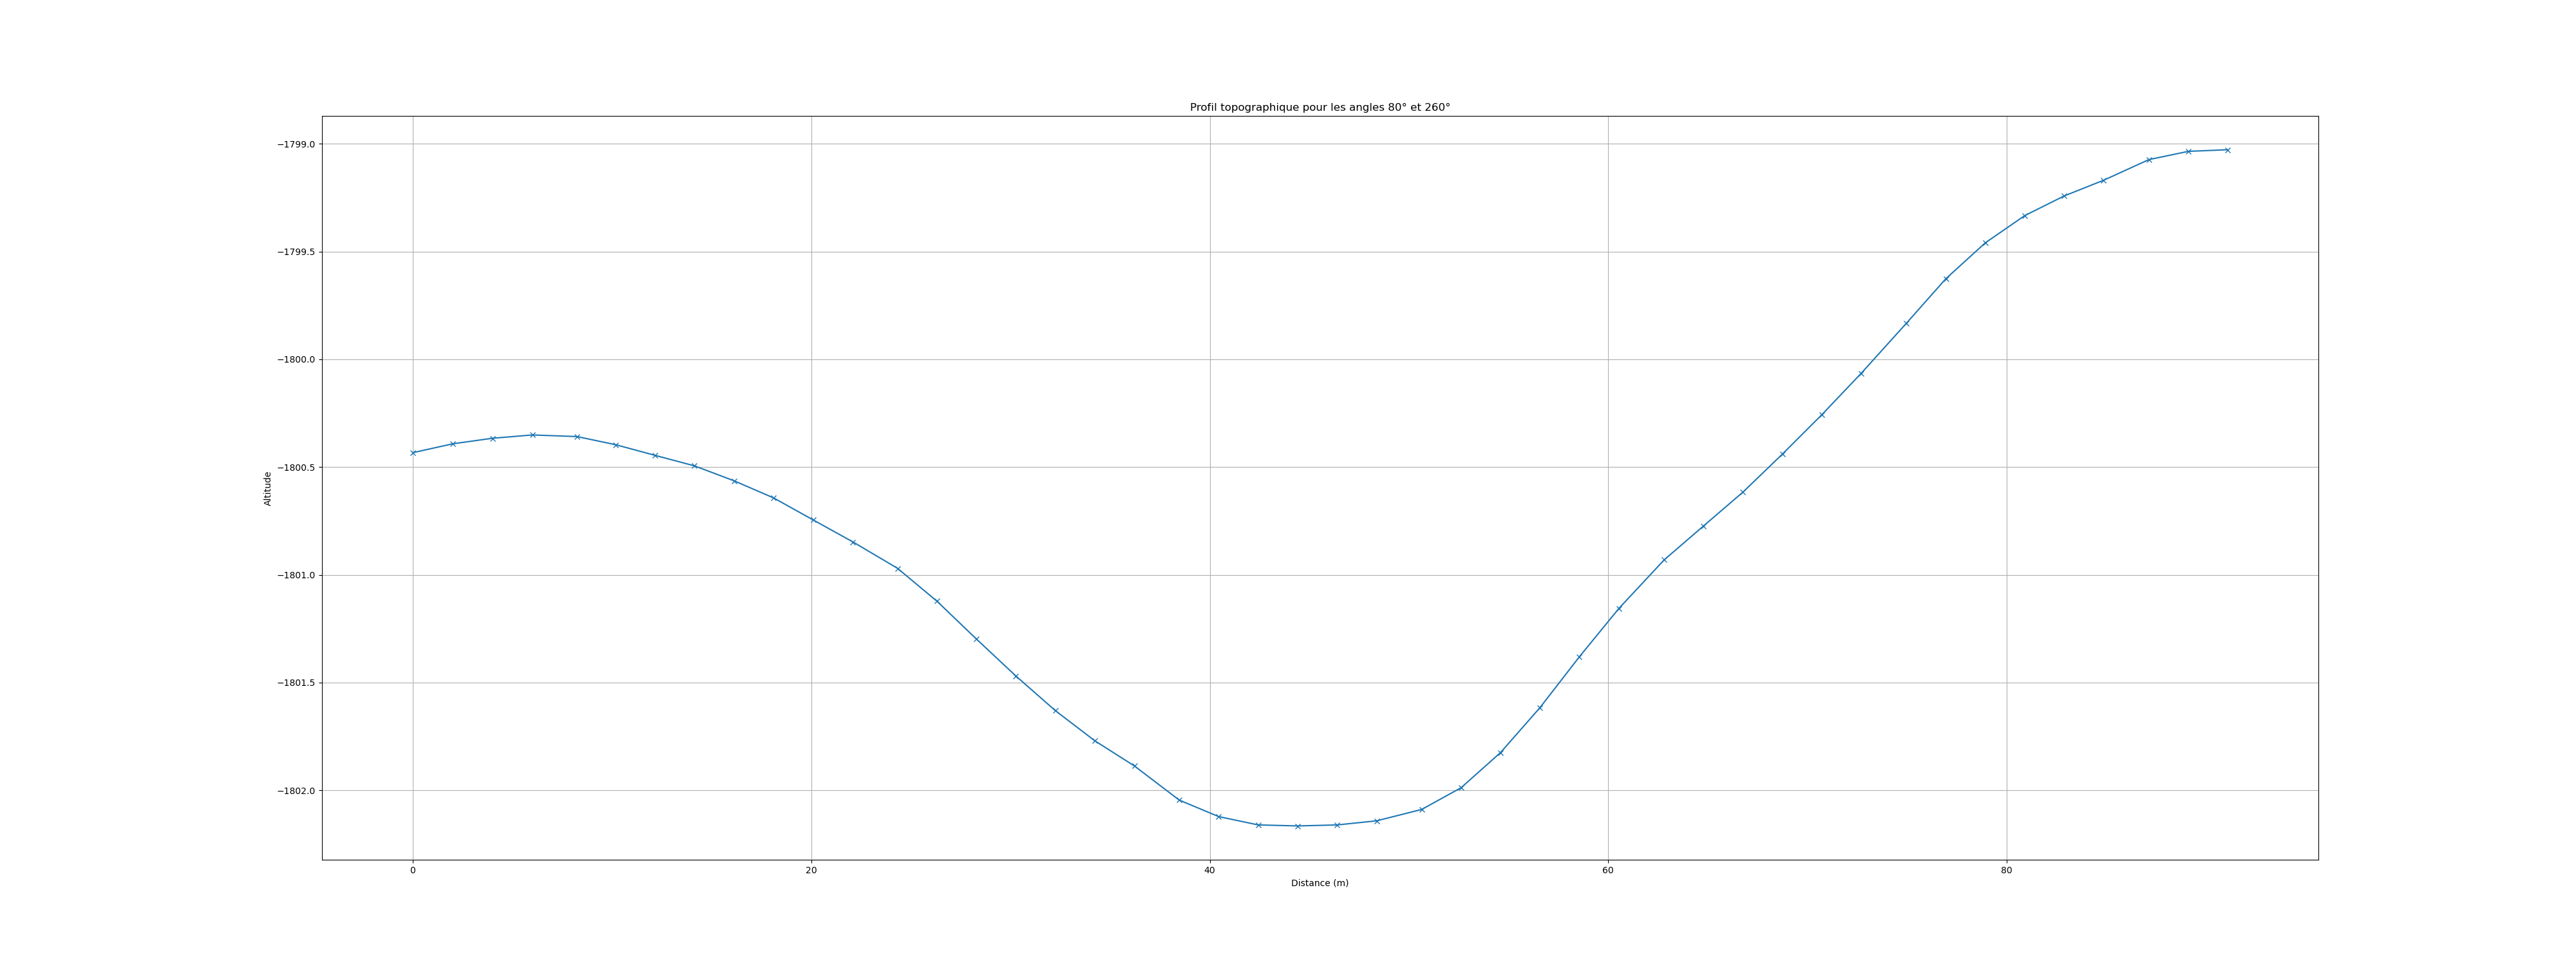 Profil topographique pour les angles 80° et 260°
−1799.0
−1799.5
−1800.0
−1800.5
−1801.0
−1801.5
−1802.0
Altitude
0 20 40 60 80
Distance (m)